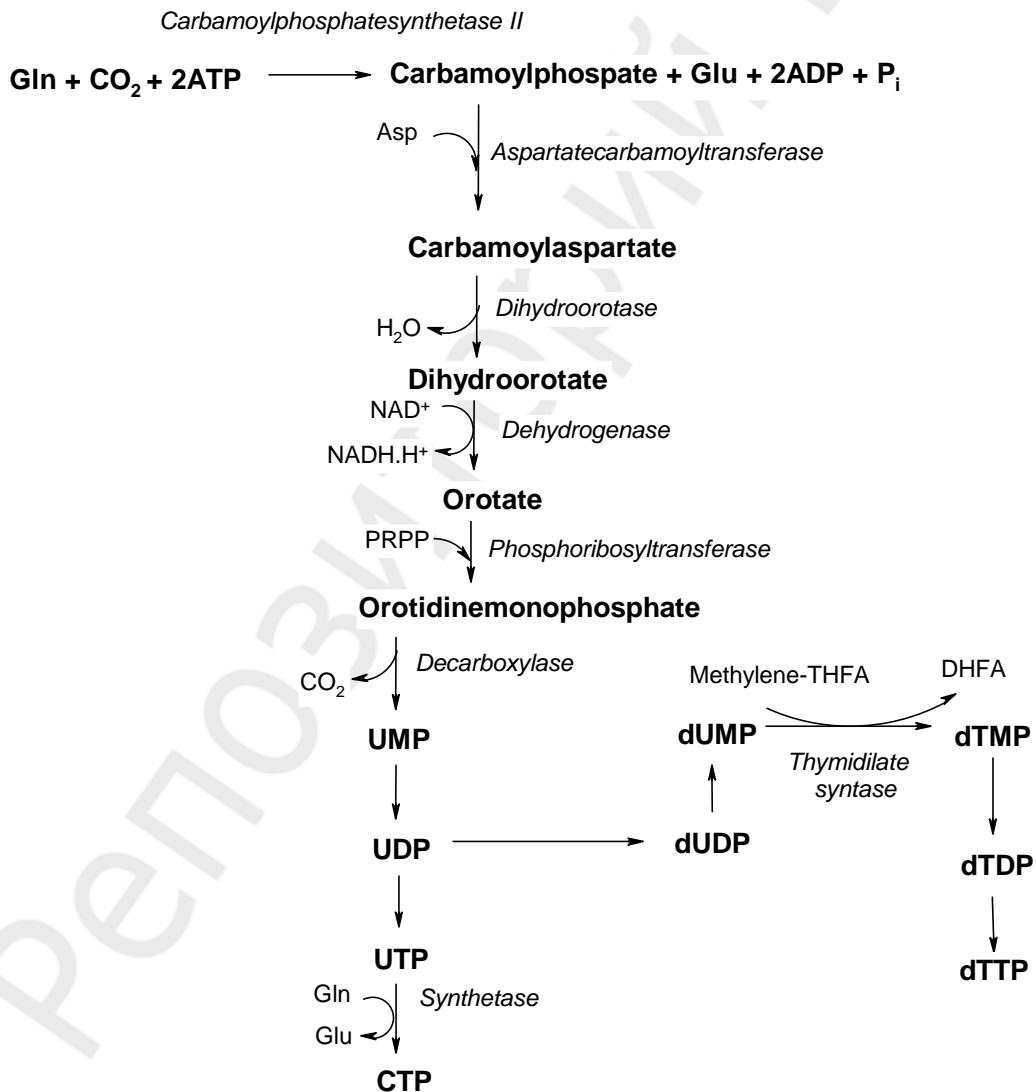 Carbamoylphosphatesynthetase II
Gln + CO₂ + 2ATP
Carbamoylphospate + Glu + 2ADP + Pᵢ
Asp
Aspartatecarbamoyltransferase
Carbamoylaspartate
Dihydroorotase
H₂O
Dihydroorotate
NAD⁺
Dehydrogenase
NADH.H⁺
Orotate
PRPP
Phosphoribosyltransferase
Orotidinemonophosphate
Decarboxylase
CO₂
Methylene-THFA
DHFA
UMP
dUMP
dTMP
Thymidilate
syntase
UDP
dUDP
dTDP
UTP
dTTP
Gln
Synthetase
Glu
CTP
Репозиторий